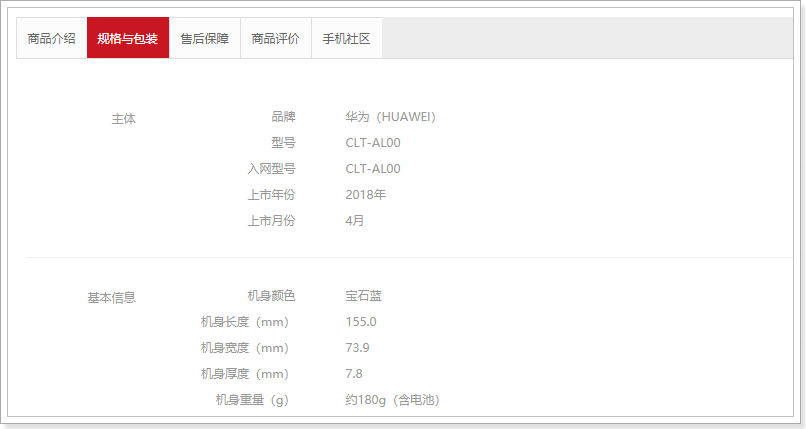 商品介绍 规格与包装 售后保障 商品评价 手机社区
主体 品牌 华为（HUAWEI）
型号 CLT-AL00
入网型号 CLT-AL00
上市年份 2018年
上市月份 4月
基本信息 机身颜色 宝石蓝
机身长度（mm） 155.0
机身宽度（mm） 73.9
机身厚度（mm） 7.8
机身重量（g） 约180g（含电池）